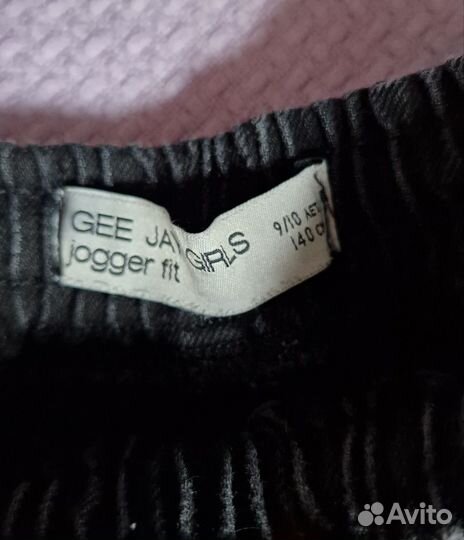 GEE JAY GIRLS
jogger fit
9/10 ЛЕТ
140 СМ
Avito